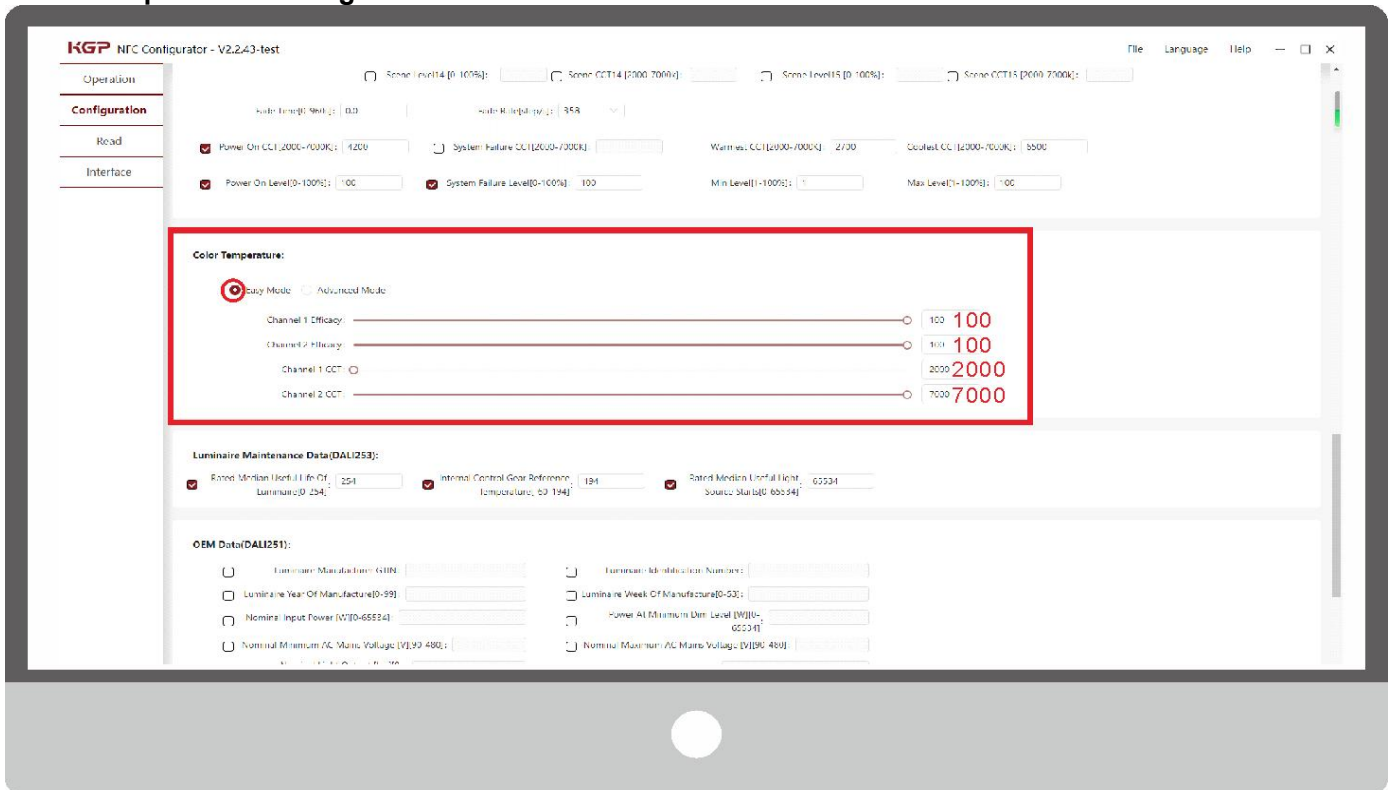 KGP NFC Configurator - V2.2.43-test File Language Help
Operation
Configuration
Read
Interface
Scene Level14 [0-100%]: Scene CCT14 [2000-7000k]: Scene Level15 [0-100%]: Scene CCT15 [2000-7000k]:
Fade Time[0-960s]: 0.0 Fade Rate[step/s]: 358
Power On CCT[2000-7000K]: 4200 System Failure CCT[2000-7000K]: Warmest CCT[2000-7000K]: 2700 Coolest CCT[2000-7000K]: 6500
Power On Level[0-100%]: 100 System Failure Level[0-100%]: 100 Min Level[1-100%]: 1 Max Level[1-100%]: 100
Color Temperature:
Easy Mode Advanced Mode
Channel 1 Efficacy: 100 100
Channel 2 Efficacy: 100 100
Channel 1 CCT: 2000 2000
Channel 2 CCT: 7000 7000
Luminaire Maintenance Data(DALI253):
Rated Median Useful Life Of Luminaire[0-254]: 254 Internal Control Gear Reference Temperature[-60-194]: 194 Rated Median Useful Light Source Starts[0-65534]: 65534
OEM Data(DALI251):
Luminaire Manufacturer GTIN: Luminaire Identification Number:
Luminaire Year Of Manufacture[0-99]: Luminaire Week Of Manufacture[0-53]:
Nominal Input Power [W][0-65534]: Power At Minimum Dim Level [W][0-65534]:
Nominal Minimum AC Mains Voltage [V][90-480]: Nominal Maximum AC Mains Voltage [V][90-480]: